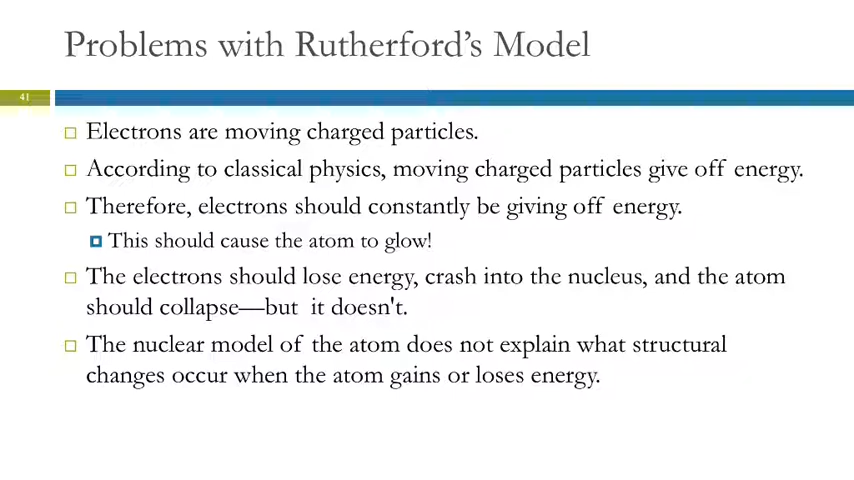 Problems with Rutherford's Model
41
Electrons are moving charged particles.
According to classical physics, moving charged particles give off energy.
Therefore, electrons should constantly be giving off energy.
This should cause the atom to glow!
The electrons should lose energy, crash into the nucleus, and the atom
should collapse—but it doesn't.
The nuclear model of the atom does not explain what structural
changes occur when the atom gains or loses energy.